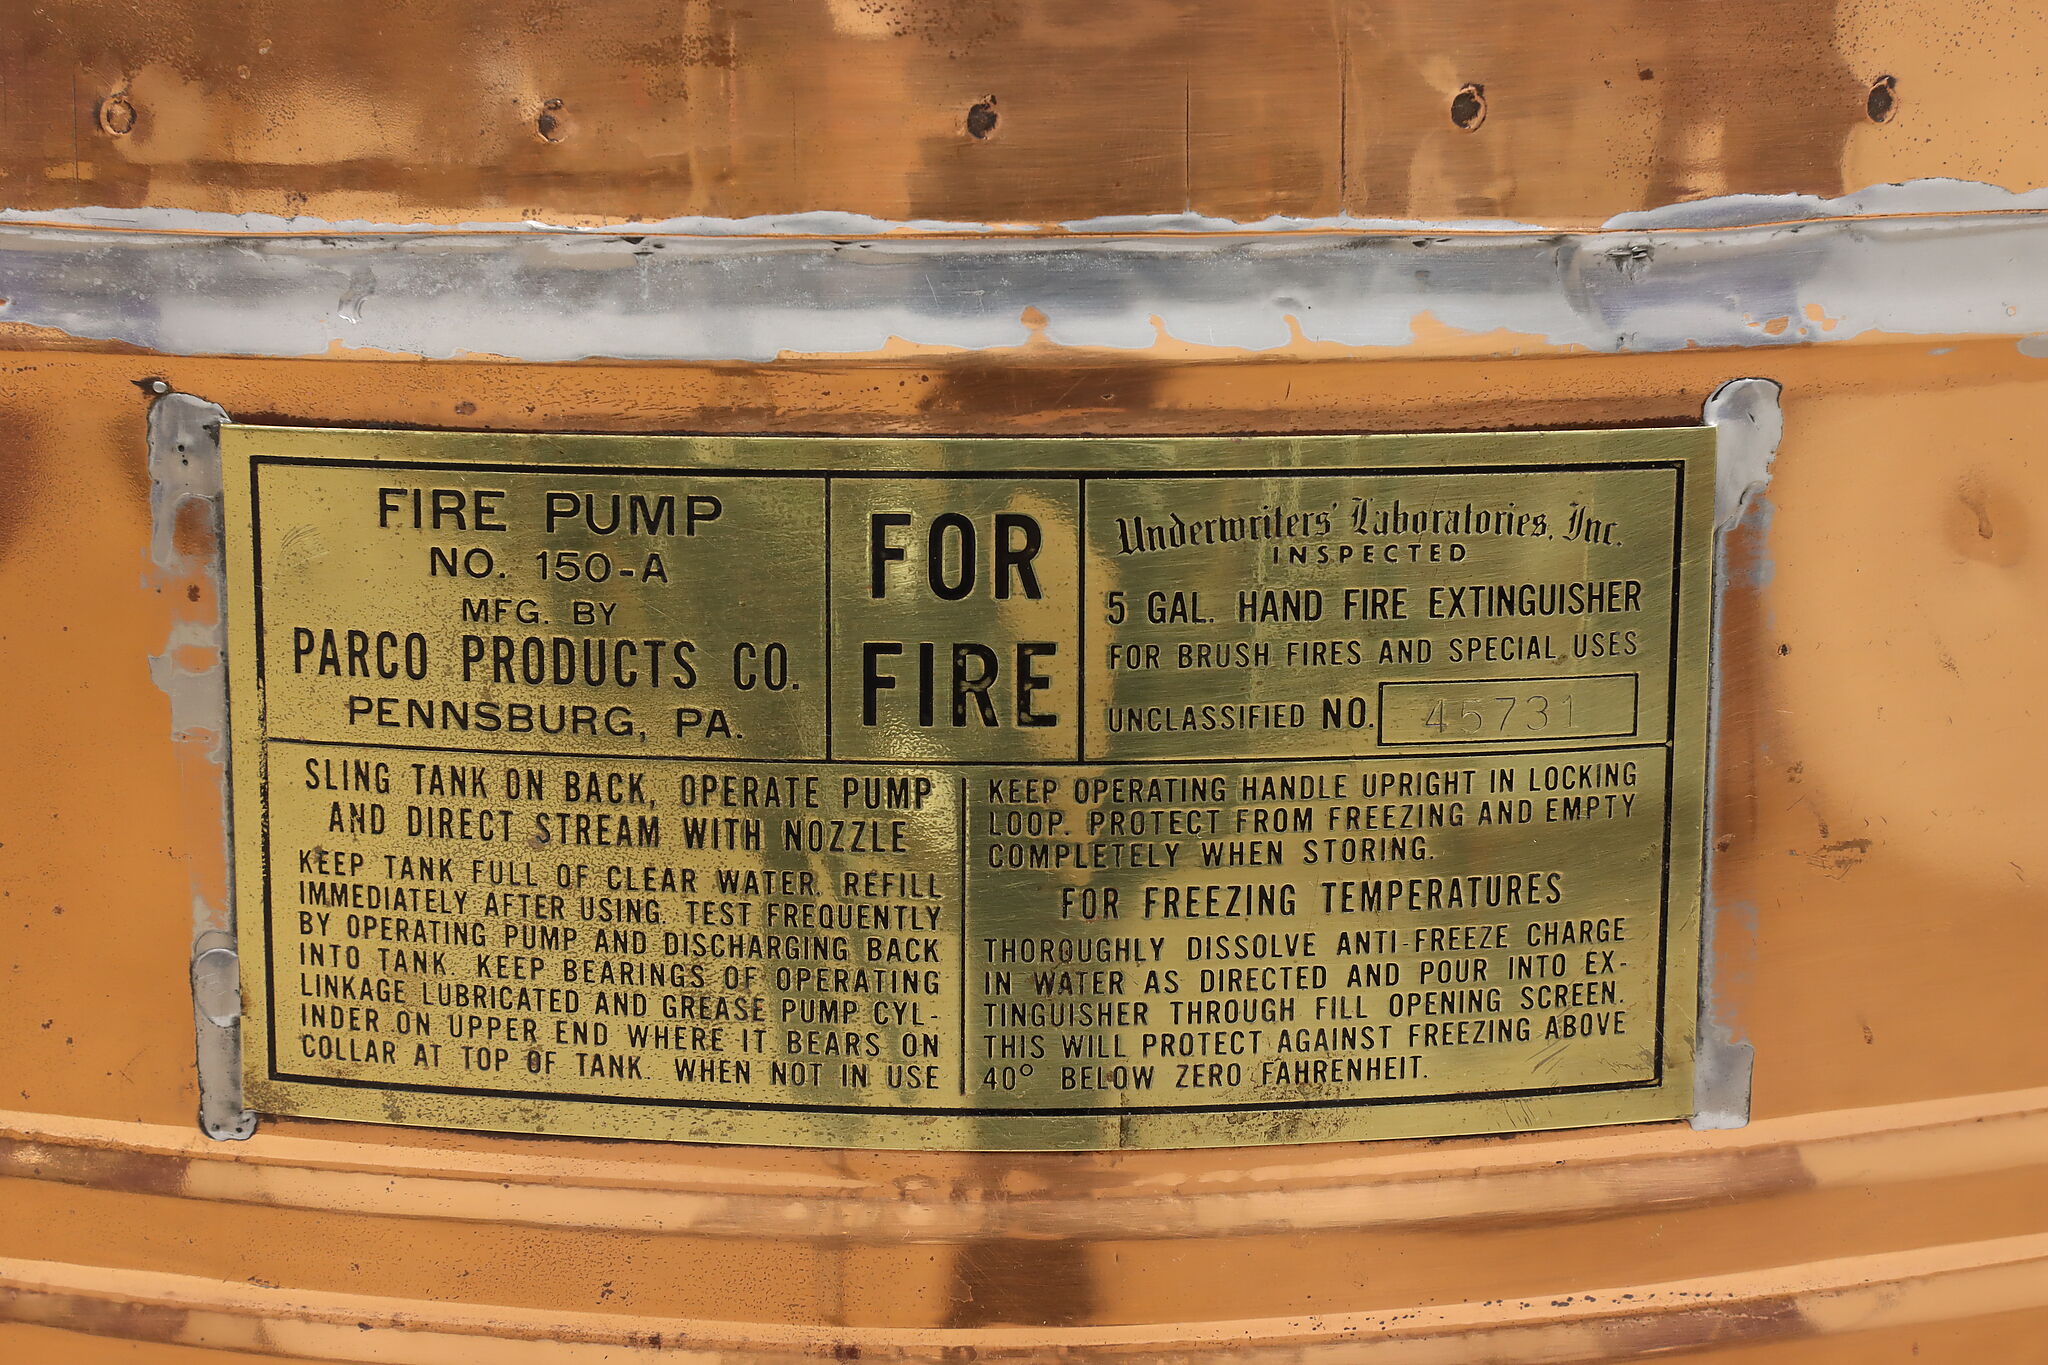 FIRE PUMP
NO. 150-A
MFG. BY
PARCO PRODUCTS CO.
PENNSBURG, PA.
FOR
FIRE
Underwriters' Laboratories, Inc.
INSPECTED
5 GAL. HAND FIRE EXTINGUISHER
FOR BRUSH FIRES AND SPECIAL USES
UNCLASSIFIED NO. 45731
SLING TANK ON BACK, OPERATE PUMP
AND DIRECT STREAM WITH NOZZLE
KEEP TANK FULL OF CLEAR WATER. REFILL
IMMEDIATELY AFTER USING. TEST FREQUENTLY
BY OPERATING PUMP AND DISCHARGING BACK
INTO TANK. KEEP BEARINGS OF OPERATING
LINKAGE LUBRICATED AND GREASE PUMP CYL-
INDER ON UPPER END WHERE IT BEARS ON
COLLAR AT TOP OF TANK. WHEN NOT IN USE
KEEP OPERATING HANDLE UPRIGHT IN LOCKING
LOOP. PROTECT FROM FREEZING AND EMPTY
COMPLETELY WHEN STORING.
FOR FREEZING TEMPERATURES
THOROUGHLY DISSOLVE ANTI-FREEZE CHARGE
IN WATER AS DIRECTED AND POUR INTO EX-
TINGUISHER THROUGH FILL OPENING SCREEN.
THIS WILL PROTECT AGAINST FREEZING ABOVE
40° BELOW ZERO FAHRENHEIT.